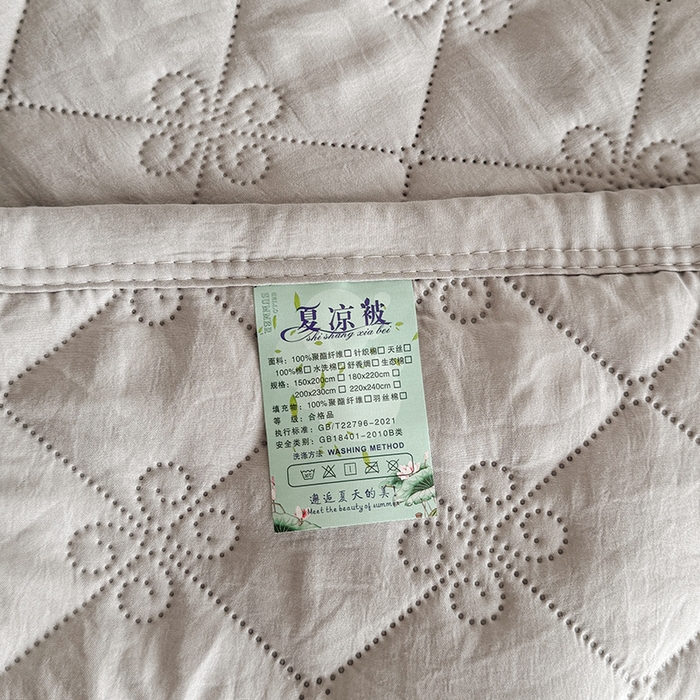 SUMMER
夏凉被
shi shang xia bei
面料：100%聚酯纤维□ 针织棉□ 天丝□
100%棉□ 水洗棉□ 舒香绸□ 生态棉□
规格：150x200cm□ 180x220cm□
200x230cm□ 220x240cm□
填充物：100%聚酯纤维□羽丝棉□
等 级：合格品
执行标准：GB/T22796-2021
安全类别：GB18401-2010B类
洗涤方法 WASHING METHOD
邂逅夏天的美
Meet the beauty of summer